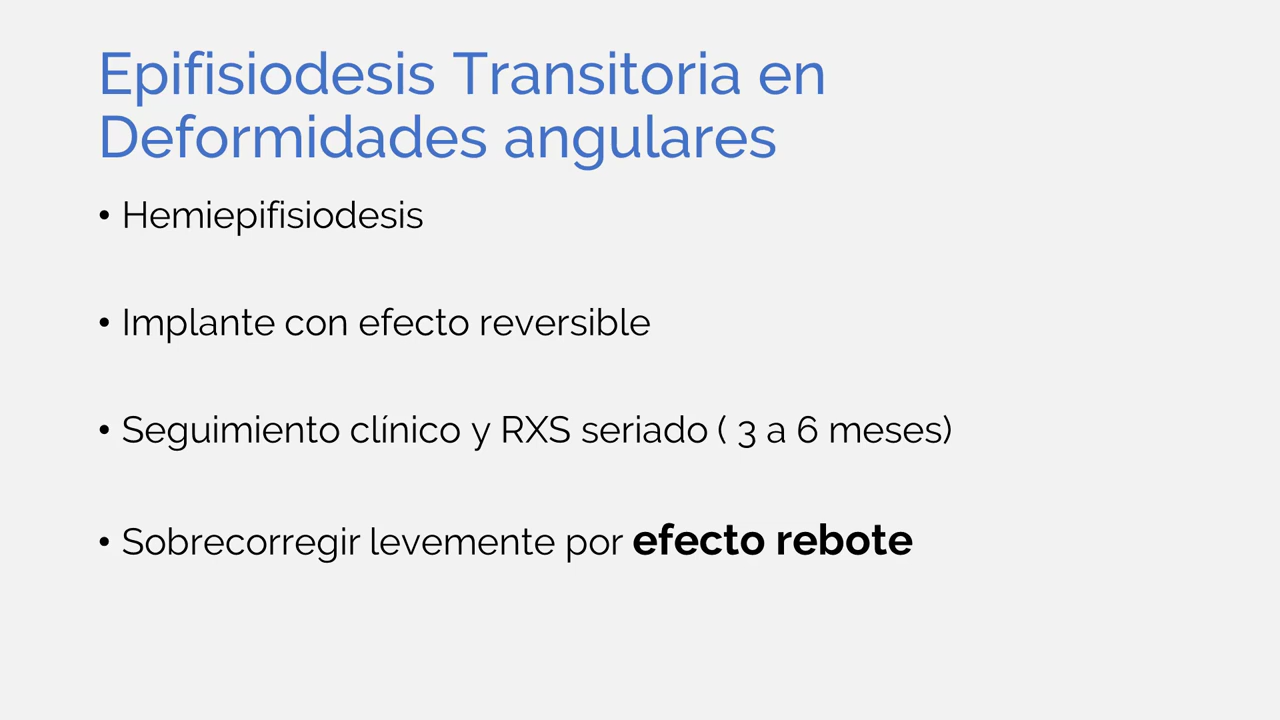 Epifisiodesis Transitoria en
Deformidades angulares
• Hemiepifisiodesis
• Implante con efecto reversible
• Seguimiento clínico y RXS seriado ( 3 a 6 meses)
• Sobrecorregir levemente por efecto rebote